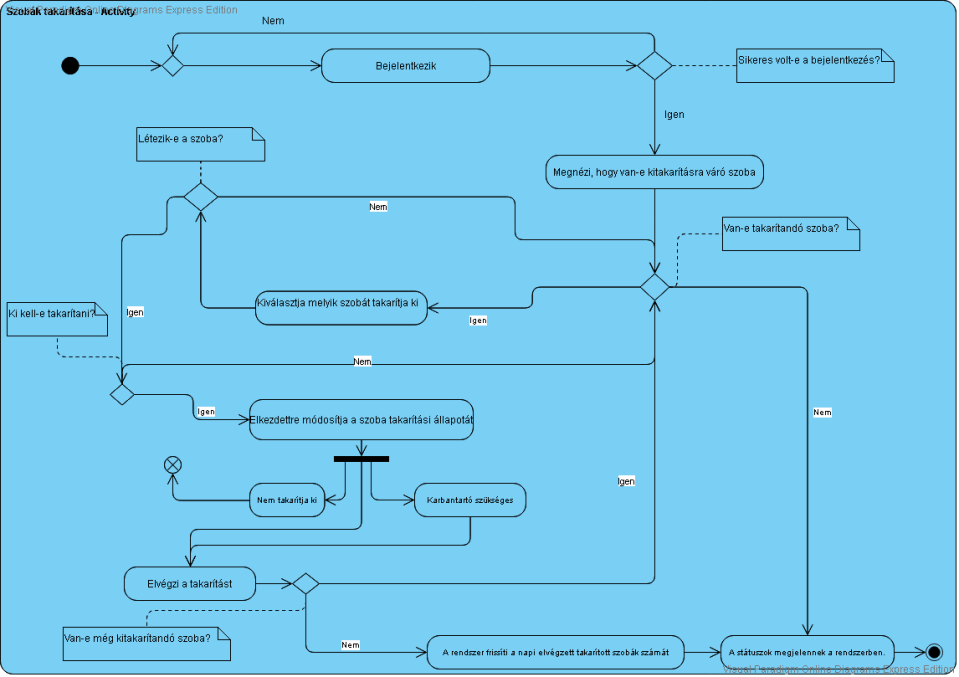 Szobák takarítása - Activity
Visual Paradigm Online Diagrams Express Edition
Nem
Bejelentkezik
Sikeres volt-e a bejelentkezés?
Igen
Létezik-e a szoba?
Megnézi, hogy van-e kitakarításra váró szoba
Nem
Van-e takarítandó szoba?
Kiválasztja melyik szobát takarítja ki
Ki kell-e takarítani?
Igen
Igen
Nem
Igen
Nem
Elkezdettre módosítja a szoba takarítási állapotát
Igen
Nem takarítja ki
Karbantartó szükséges
Elvégzi a takarítást
Van-e még kitakarítandó szoba?
Nem
A rendszer frissíti a napi elvégzett takarított szobák számát
A státuszok megjelennek a rendszerben.
Visual Paradigm Online Diagrams Express Edition